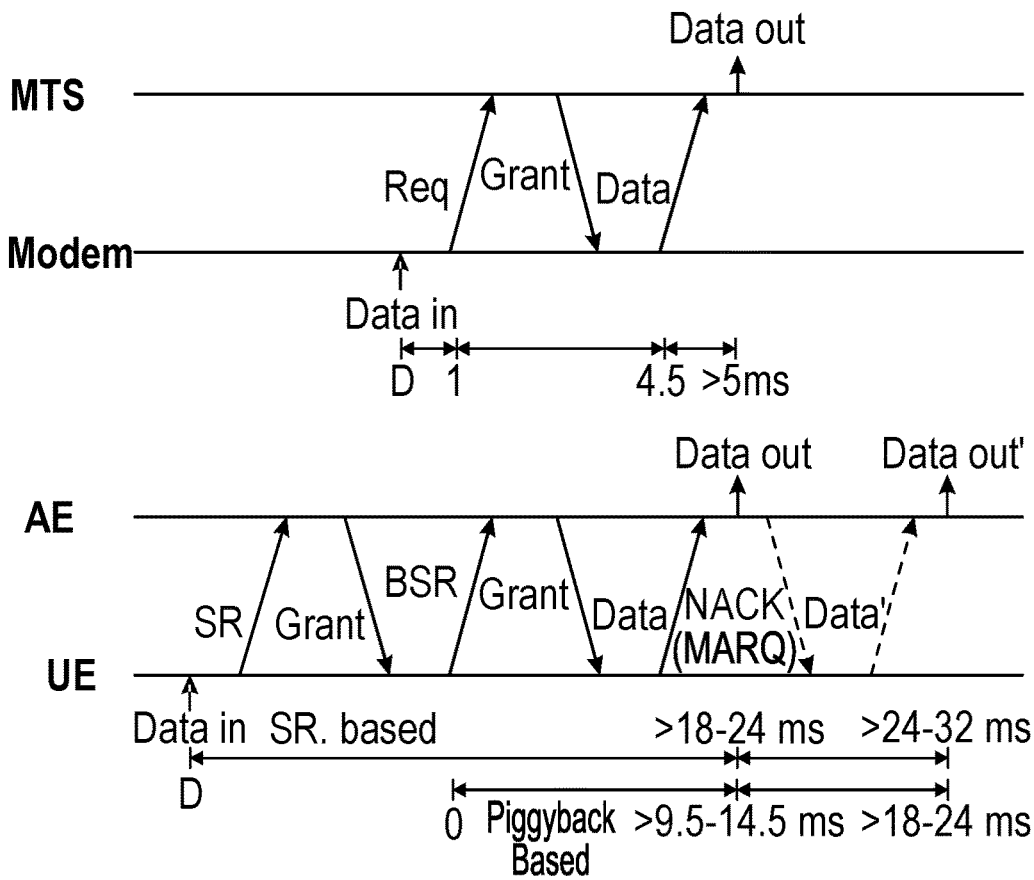 Data out
MTS
Req
Grant
Data
Modem
Data in
D 1 4.5 >5ms
Data out Data out'
AE
SR
Grant
BSR
Grant
Data
NACK
(MARQ)
Data'
UE
Data in SR. based >18-24 ms >24-32 ms
D
0 Piggyback >9.5-14.5 ms >18-24 ms
Based